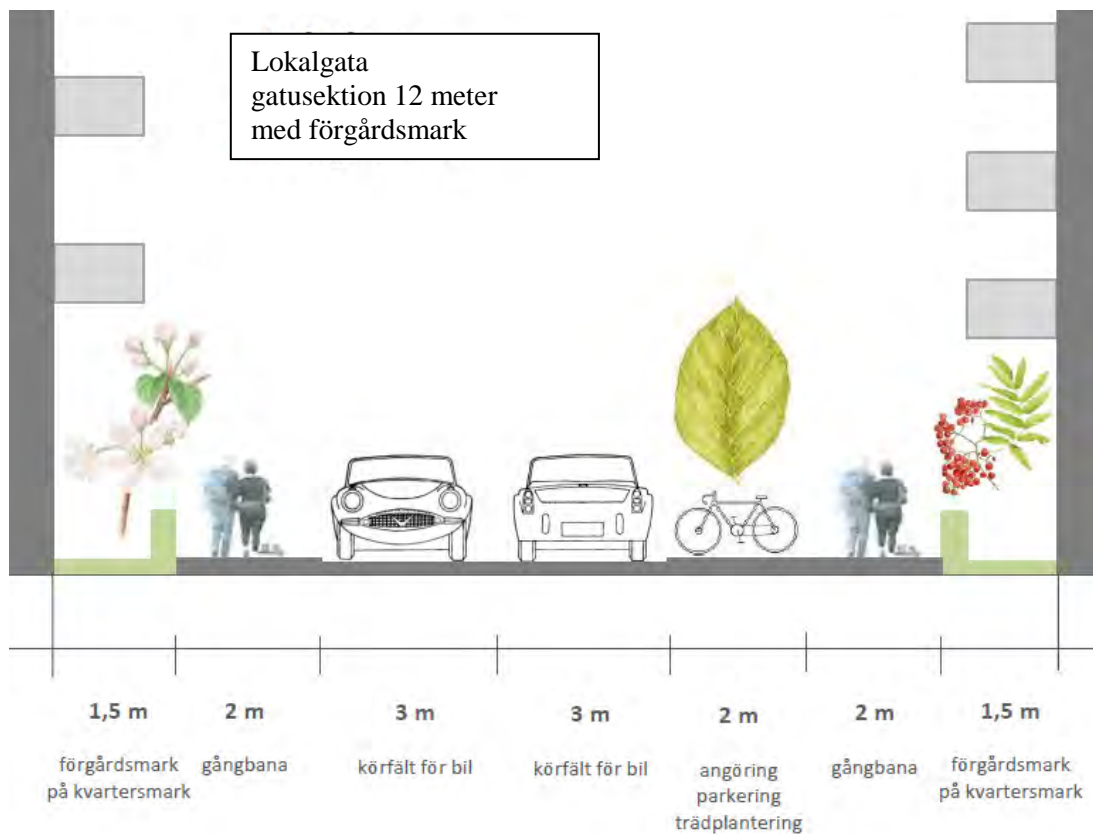 Lokalgata
gatusektion 12 meter
med förgårdsmark
1,5 m
2 m
3 m
3 m
2 m
2 m
1,5 m
förgårdsmark
på kvartersmark
gångbana
körfält för bil
körfält för bil
angöring
parkering
trädplantering
gångbana
förgårdsmark
på kvartersmark